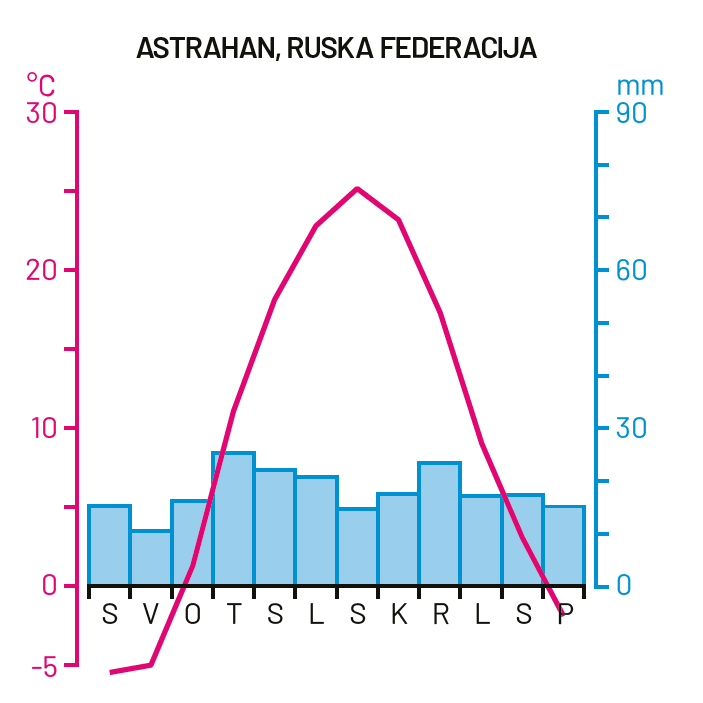 ASTRAHAN, RUSKA FEDERACIJA
°C mm
30 90
20 60
10 30
0 0
S V O T S L S K R L S P
-5